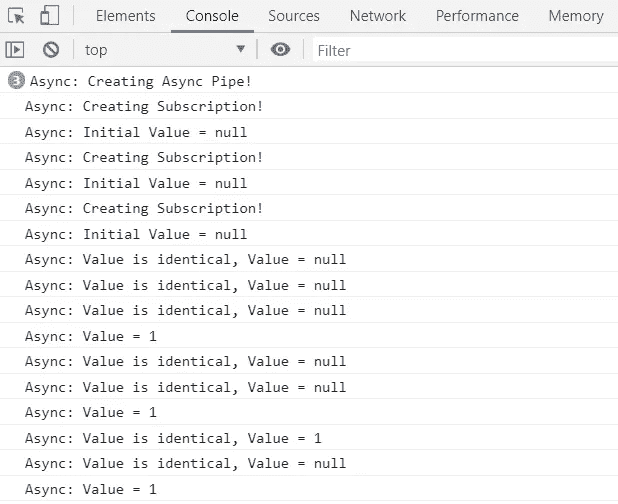 Elements Console Sources Network Performance Memory
top Filter
3 Async: Creating Async Pipe!
Async: Creating Subscription!
Async: Initial Value = null
Async: Creating Subscription!
Async: Initial Value = null
Async: Creating Subscription!
Async: Initial Value = null
Async: Value is identical, Value = null
Async: Value is identical, Value = null
Async: Value is identical, Value = null
Async: Value = 1
Async: Value is identical, Value = null
Async: Value is identical, Value = null
Async: Value = 1
Async: Value is identical, Value = 1
Async: Value is identical, Value = null
Async: Value = 1